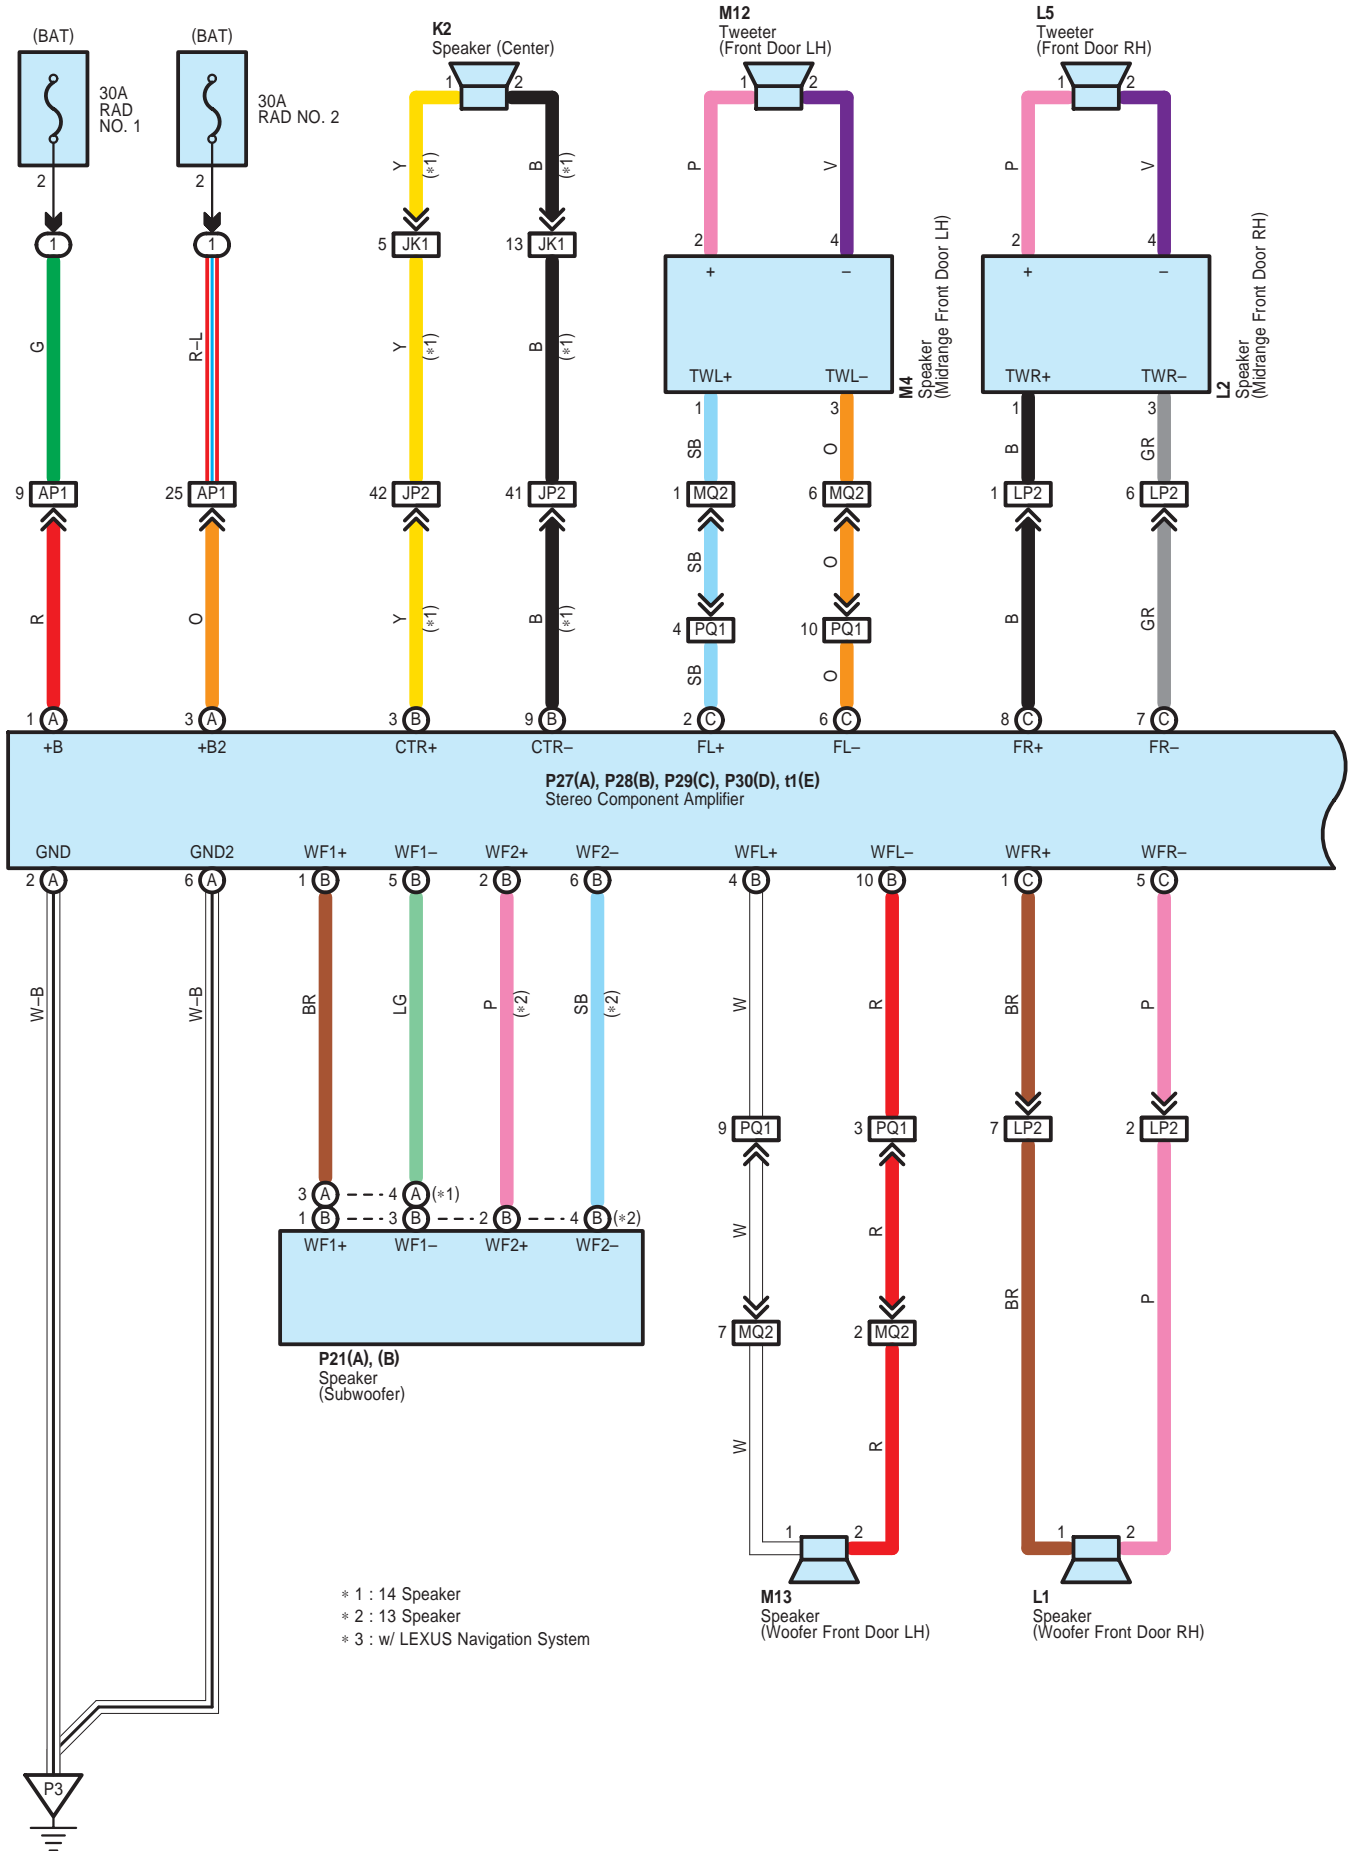 (BAT)
(BAT)
K2
Speaker (Center)
M12
Tweeter
(Front Door LH)
L5
Tweeter
(Front Door RH)
30A
RAD
NO. 1
30A
RAD NO. 2
1 2
1 2
1 2
2
2
Y
(*1)
B
(*1)
P
V
P
V
1
1
5 JK1
13 JK1
2
4
2
4
+
–
+
–
G
R–L
Y
(*1)
B
(*1)
TWL+
TWL–
M4
Speaker
(Midrange Front Door LH)
TWR+
TWR–
L2
Speaker
(Midrange Front Door RH)
1
3
1
3
SB
O
B
GR
9 AP1
25 AP1
42 JP2
41 JP2
1 MQ2
6 MQ2
1 LP2
6 LP2
SB
O
R
O
Y
(*1)
B
(*1)
4 PQ1
10 PQ1
B
GR
SB
O
1 A
3 A
3 B
9 B
2 C
6 C
8 C
7 C
+B
+B2
CTR+
CTR–
FL+
FL–
FR+
FR–
P27(A), P28(B), P29(C), P30(D), t1(E)
Stereo Component Amplifier
GND
GND2
WF1+
WF1–
WF2+
WF2–
WFL+
WFL–
WFR+
WFR–
2 A
6 A
1 B
5 B
2 B
6 B
4 B
10 B
1 C
5 C
W–B
W–B
BR
LG
P
(*2)
SB
(*2)
W
R
BR
P
9 PQ1
3 PQ1
7 LP2
2 LP2
3 A
4 A (*1)
1 B
3 B
2 B
4 B (*2)
WF1+
WF1–
WF2+
WF2–
W
R
BR
P
7 MQ2
2 MQ2
P21(A), (B)
Speaker
(Subwoofer)
W
R
1 2
1 2
M13
Speaker
(Woofer Front Door LH)
L1
Speaker
(Woofer Front Door RH)
* 1 : 14 Speaker
* 2 : 13 Speaker
* 3 : w/ LEXUS Navigation System
P3